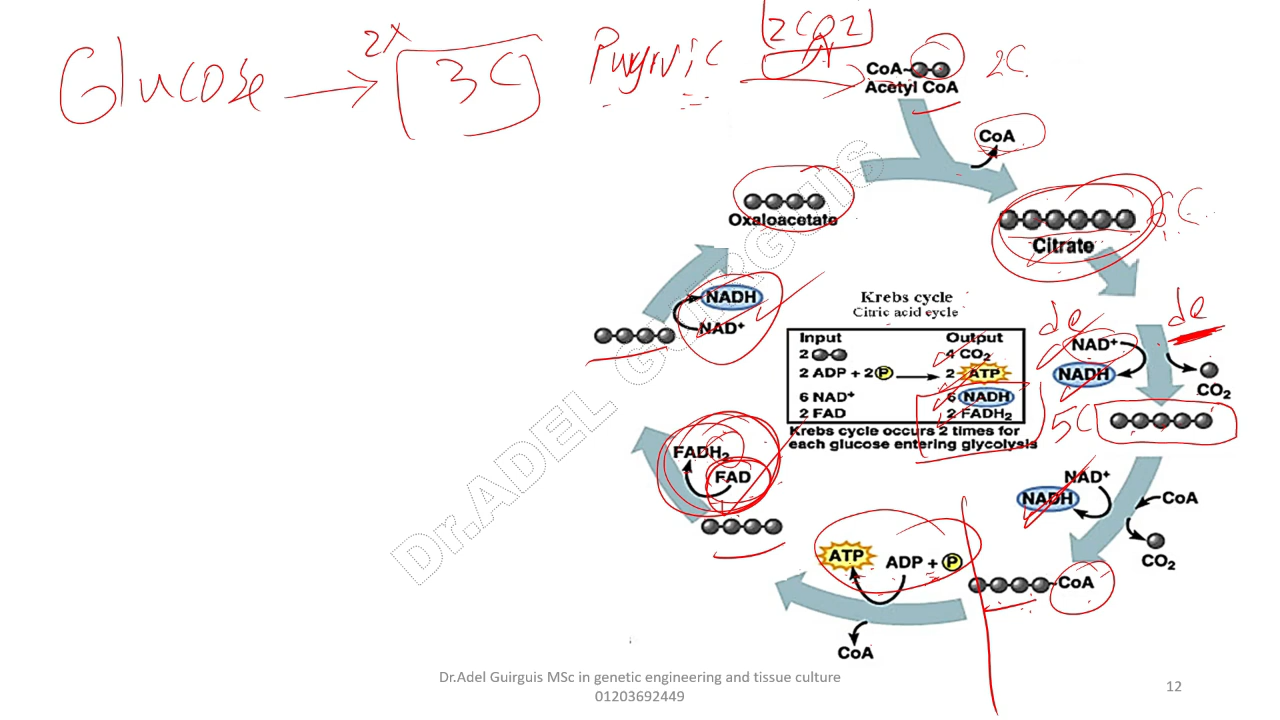 Glucose → 2x 3C Pyruvic 2CO2
CoA~
Acetyl CoA
2C
CoA
Oxaloacetate
6C
Citrate
NADH
NAD⁺
Krebs cycle
Citric acid cycle
Input Output
2 4 CO₂
2 ADP + 2 P 2 ATP
6 NAD⁺ 6 NADH
2 FAD 2 FADH₂
Krebs cycle occurs 2 times for
each glucose entering glycolysis
de de
NAD⁺
NADH
CO₂
5C
FADH₂
FAD
NAD⁺
NADH
CoA
CO₂
ATP
ADP + P
CoA
CoA
Dr.ADEL GUIRGUIS
Dr.Adel Guirguis MSc in genetic engineering and tissue culture
01203692449
12